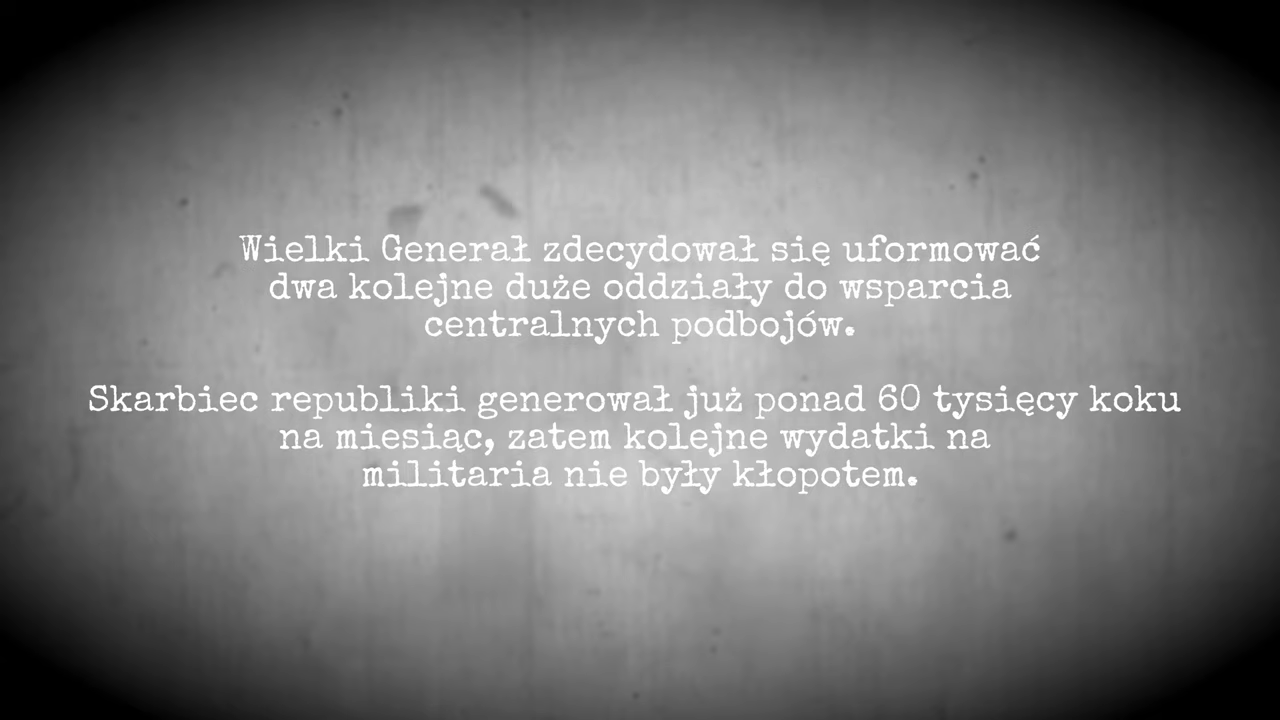 Wielki Generał zdecydował się uformować
dwa kolejne duże oddziały do wsparcia
centralnych podbojów.
Skarbiec republiki generował już ponad 60 tysięcy koku
na miesiąc, zatem kolejne wydatki na
militaria nie były kłopotem.